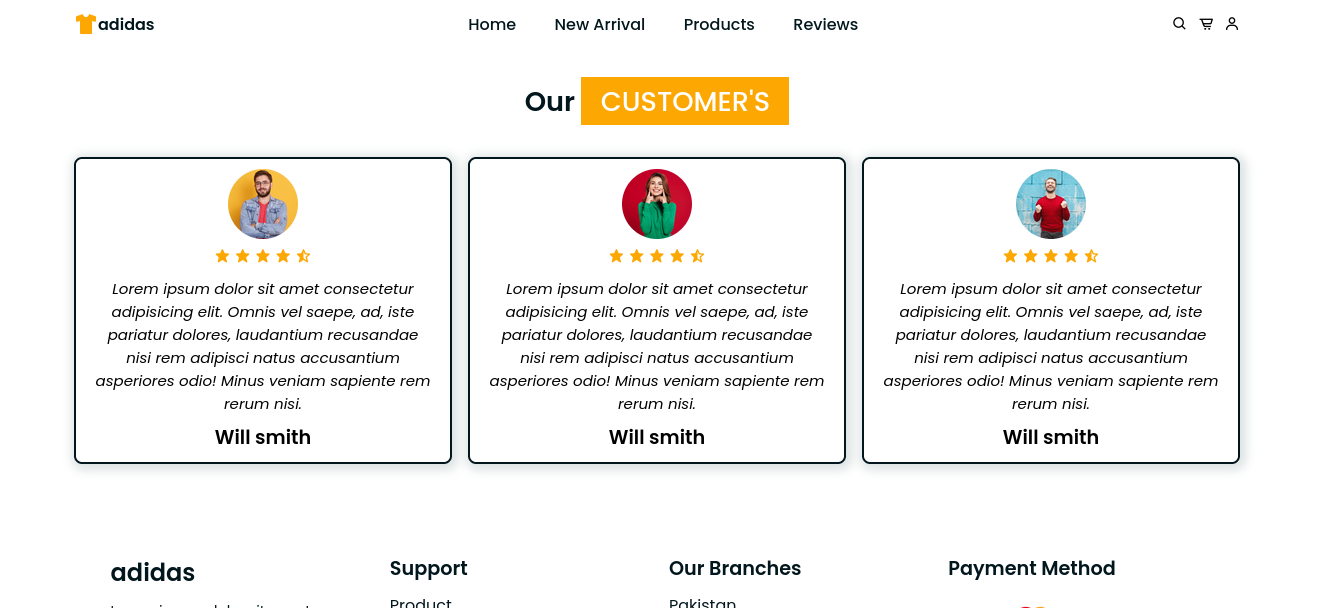 adidas
Home New Arrival Products Reviews
Our CUSTOMER'S
Lorem ipsum dolor sit amet consectetur
adipisicing elit. Omnis vel saepe, ad, iste
pariatur dolores, laudantium recusandae
nisi rem adipisci natus accusantium
asperiores odio! Minus veniam sapiente rem
rerum nisi.
Will smith
Lorem ipsum dolor sit amet consectetur
adipisicing elit. Omnis vel saepe, ad, iste
pariatur dolores, laudantium recusandae
nisi rem adipisci natus accusantium
asperiores odio! Minus veniam sapiente rem
rerum nisi.
Will smith
Lorem ipsum dolor sit amet consectetur
adipisicing elit. Omnis vel saepe, ad, iste
pariatur dolores, laudantium recusandae
nisi rem adipisci natus accusantium
asperiores odio! Minus veniam sapiente rem
rerum nisi.
Will smith
adidas
Support
Product
Our Branches
Pakistan
Payment Method